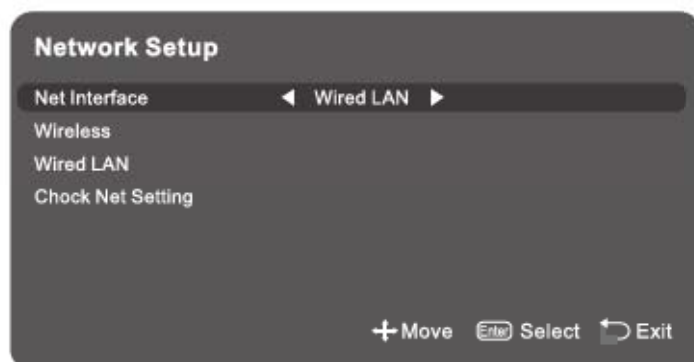 Network Setup
Net Interface ◀ Wired LAN ▶
Wireless
Wired LAN
Chock Net Setting
Move Enter Select Exit